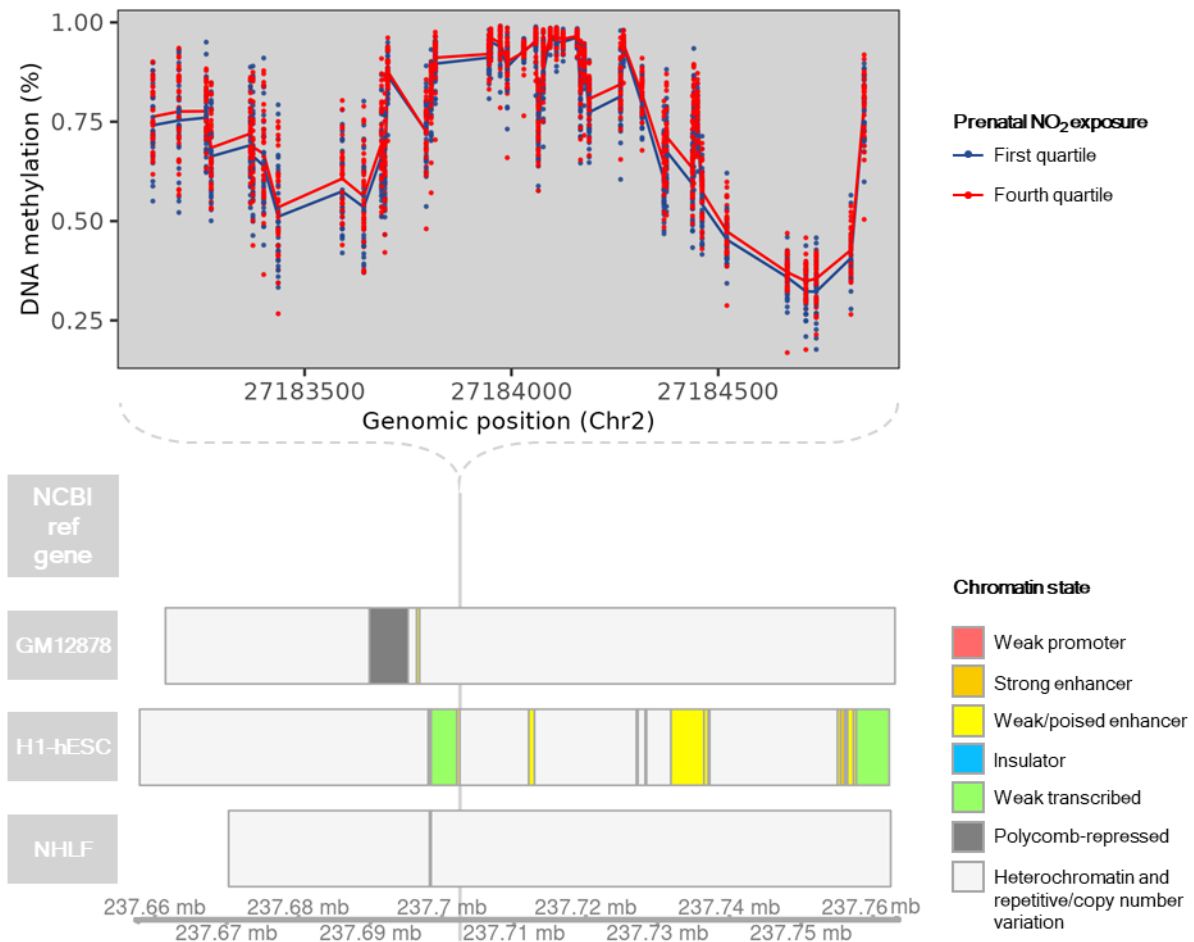 1.00
0.75
0.50
0.25
DNA methylation (%)
27183500
27184000
27184500
Genomic position (Chr2)
Prenatal NO₂ exposure
First quartile
Fourth quartile
NCBI
ref
gene
GM12878
H1-hESC
NHLF
237.66 mb
237.68 mb
237.7 mb
237.72 mb
237.74 mb
237.76 mb
237.67 mb
237.69 mb
237.71 mb
237.73 mb
237.75 mb
Chromatin state
Weak promoter
Strong enhancer
Weak/poised enhancer
Insulator
Weak transcribed
Polycomb-repressed
Heterochromatin and
repetitive/copy number
variation